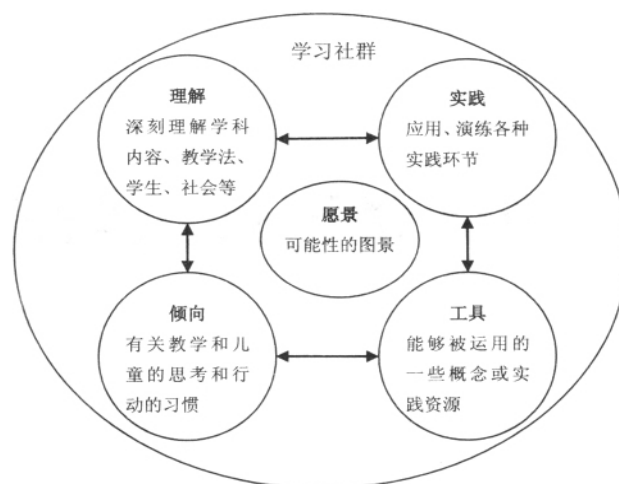 学习社群
理解
深刻理解学科
内容、教学法、
学生、社会等
实践
应用、演练各种
实践环节
愿景
可能性的图景
倾向
有关教学和儿
童的思考和行
动的习惯
工具
能够被运用的
一些概念或实
践资源